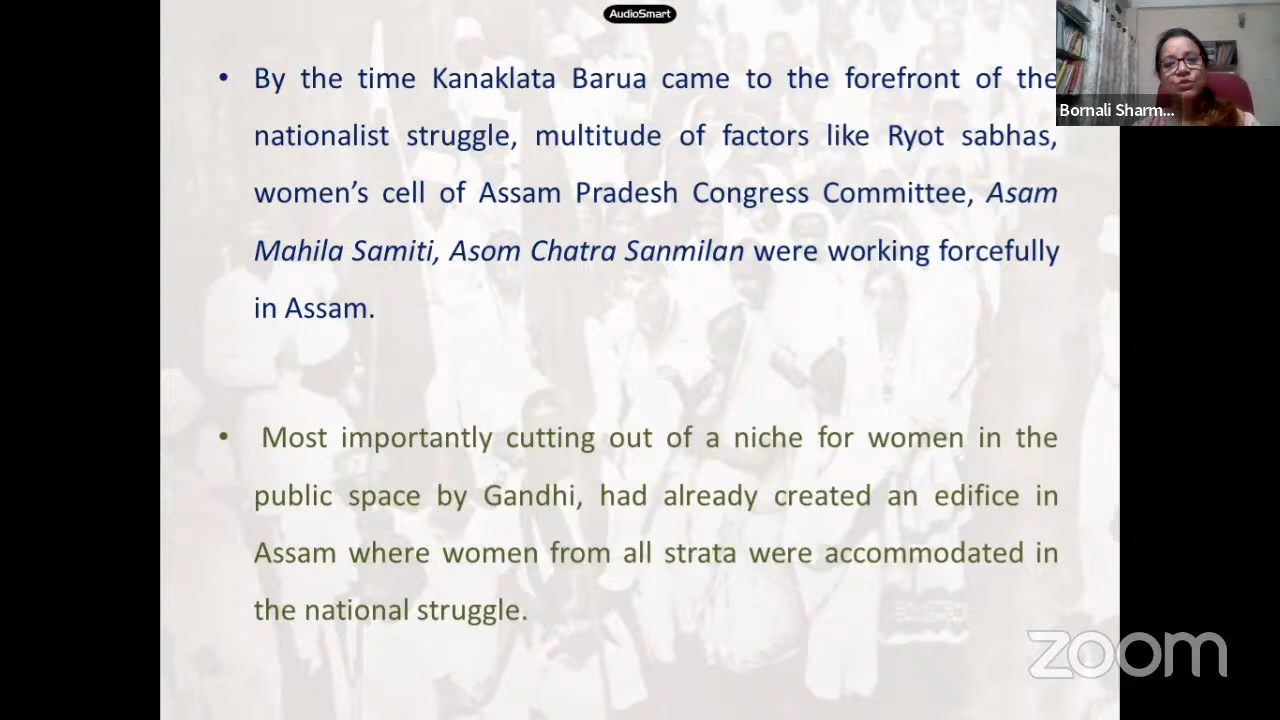 AudioSmart
• By the time Kanaklata Barua came to the forefront of the
nationalist struggle, multitude of factors like Ryot sabhas,
women’s cell of Assam Pradesh Congress Committee, Asam
Mahila Samiti, Asom Chatra Sanmilan were working forcefully
in Assam.
• Most importantly cutting out of a niche for women in the
public space by Gandhi, had already created an edifice in
Assam where women from all strata were accommodated in
the national struggle.
Bornali Sharm...
zoom